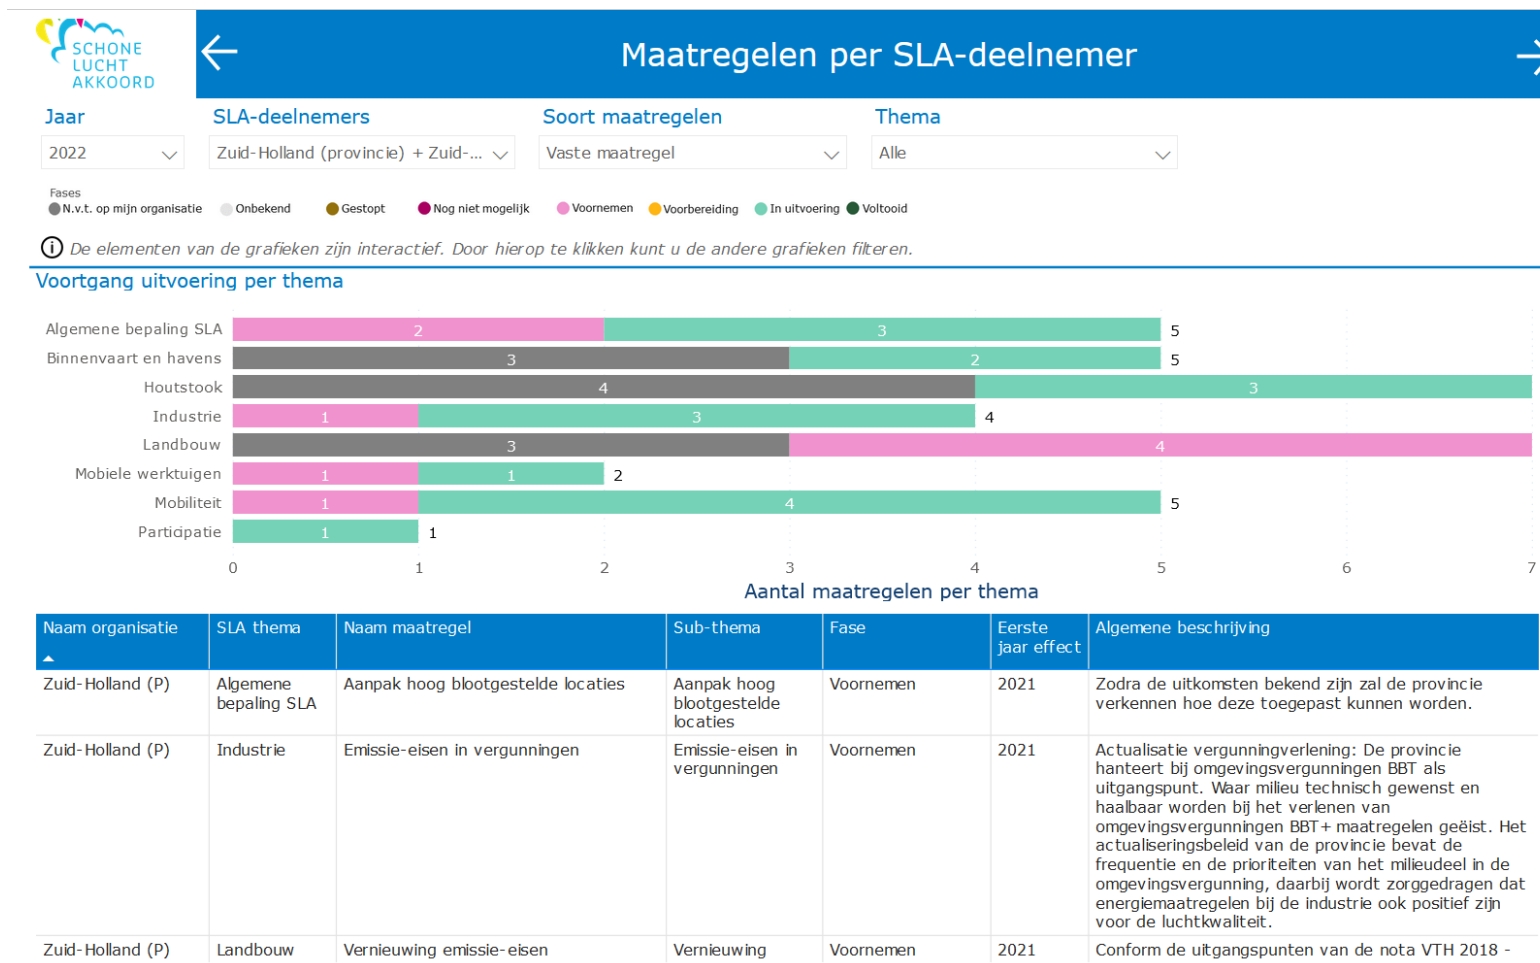 SCHONE
LUCHT
AKKOORD
Maatregelen per SLA-deelnemer
Jaar
SLA-deelnemers
Soort maatregelen
Thema
2022
Zuid-Holland (provincie) + Zuid-...
Vaste maatregel
Alle
Fases
N.v.t. op mijn organisatie
Onbekend
Gestopt
Nog niet mogelijk
Voornemen
Voorbereiding
In uitvoering
Voltooid
De elementen van de grafieken zijn interactief. Door hierop te klikken kunt u de andere grafieken filteren.
Voortgang uitvoering per thema
Algemene bepaling SLA 2 3 5
Binnenvaart en havens 3 2 5
Houtstook 4 3
Industrie 1 3 4
Landbouw 3 4
Mobiele werktuigen 1 1 2
Mobiliteit 1 4 5
Participatie 1 1
0 1 2 3 4 5 6 7
Aantal maatregelen per thema
Naam organisatie
SLA thema
Naam maatregel
Sub-thema
Fase
Eerste
jaar effect
Algemene beschrijving
Zuid-Holland (P)
Algemene
bepaling SLA
Aanpak hoog blootgestelde locaties
Aanpak hoog
blootgestelde
locaties
Voornemen
2021
Zodra de uitkomsten bekend zijn zal de provincie
verkennen hoe deze toegepast kunnen worden.
Zuid-Holland (P)
Industrie
Emissie-eisen in vergunningen
Emissie-eisen in
vergunningen
Voornemen
2021
Actualisatie vergunningverlening: De provincie
hanteert bij omgevingsvergunningen BBT als
uitgangspunt. Waar milieu technisch gewenst en
haalbaar worden bij het verlenen van
omgevingsvergunningen BBT+ maatregelen geëist. Het
actualiseringsbeleid van de provincie bevat de
frequentie en de prioriteiten van het milieudeel in de
omgevingsvergunning, daarbij wordt zorggedragen dat
energiemaatregelen bij de industrie ook positief zijn
voor de luchtkwaliteit.
Zuid-Holland (P)
Landbouw
Vernieuwing emissie-eisen
Vernieuwing
Voornemen
2021
Conform de uitgangspunten van de nota VTH 2018 -